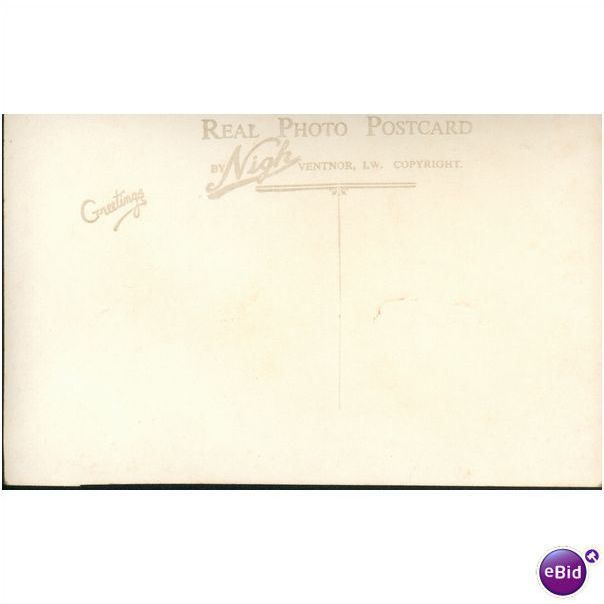 REAL PHOTO POSTCARD
BY Nigh VENTNOR, I.W. COPYRIGHT.
Greetings
eBid